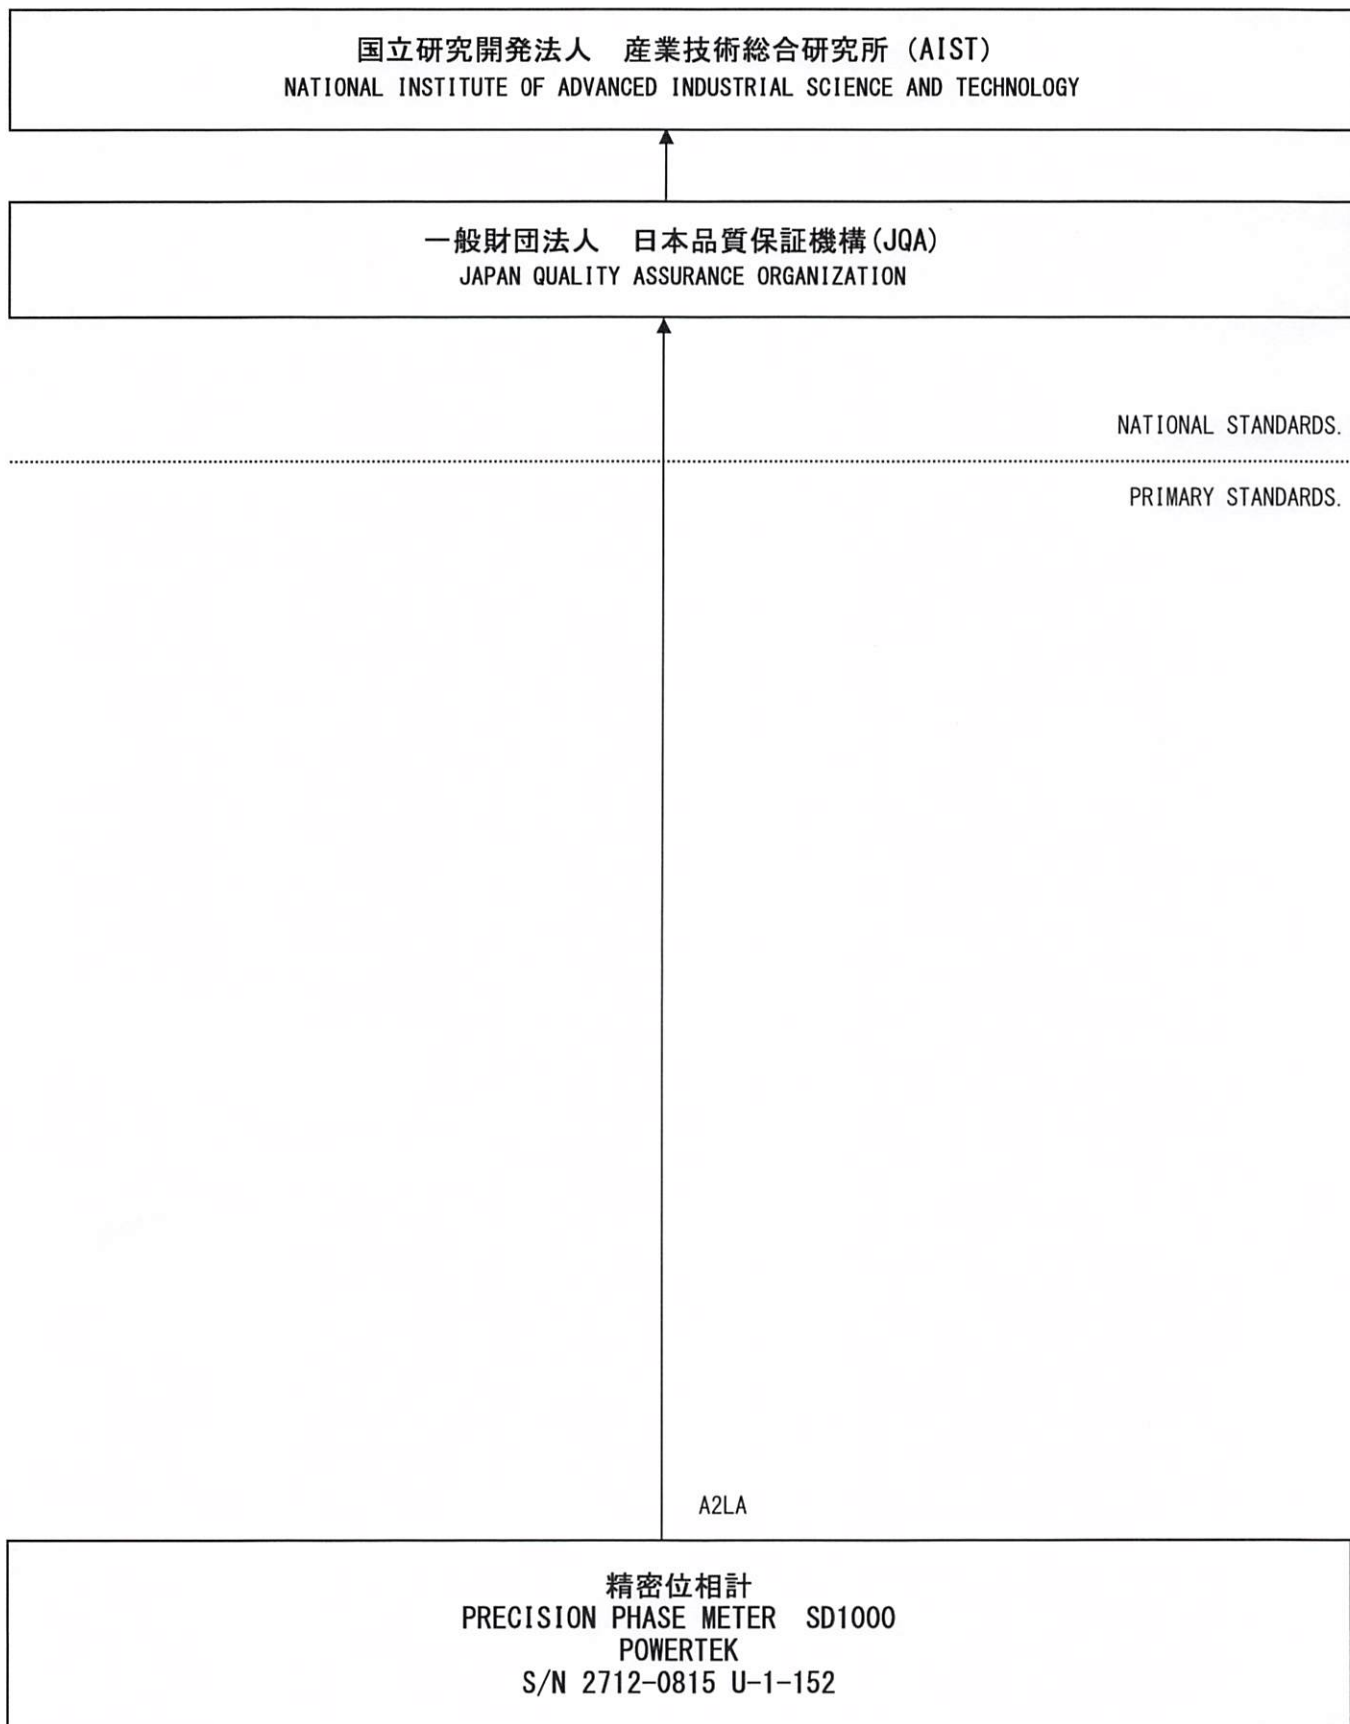 国立研究開発法人 産業技術総合研究所 (AIST)
NATIONAL INSTITUTE OF ADVANCED INDUSTRIAL SCIENCE AND TECHNOLOGY
一般財団法人 日本品質保証機構(JQA)
JAPAN QUALITY ASSURANCE ORGANIZATION
NATIONAL STANDARDS.
PRIMARY STANDARDS.
A2LA
精密位相計
PRECISION PHASE METER SD1000
POWERTEK
S/N 2712-0815 U-1-152